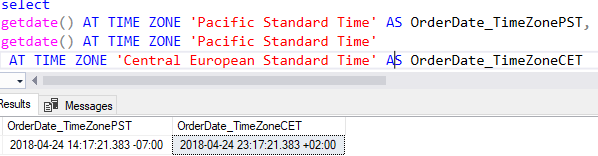 select
getdate() AT TIME ZONE 'Pacific Standard Time' AS OrderDate_TimeZonePST,
getdate() AT TIME ZONE 'Pacific Standard Time'
AT TIME ZONE 'Central European Standard Time' AS OrderDate_TimeZoneCET
Results Messages
OrderDate_TimeZonePST OrderDate_TimeZoneCET
2018-04-24 14:17:21.383 -07:00 2018-04-24 23:17:21.383 +02:00